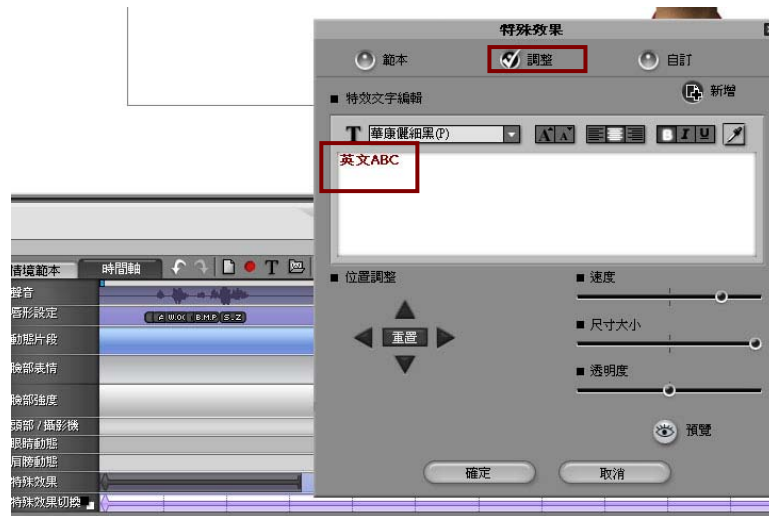 特殊效果
範本 調整 自訂
特效文字編輯 新增
T 華康儷細黑(P) A A B I U
英文ABC
位置調整 速度
尺寸大小
重置
透明度
預覽
確定 取消
情境範本 時間軸 T
聲音
唇形設定 W.OO B.M.P S.Z
動態片段
臉部表情
臉部強度
頭部/攝影機
眼睛動態
肩膀動態
特殊效果
特殊效果切換